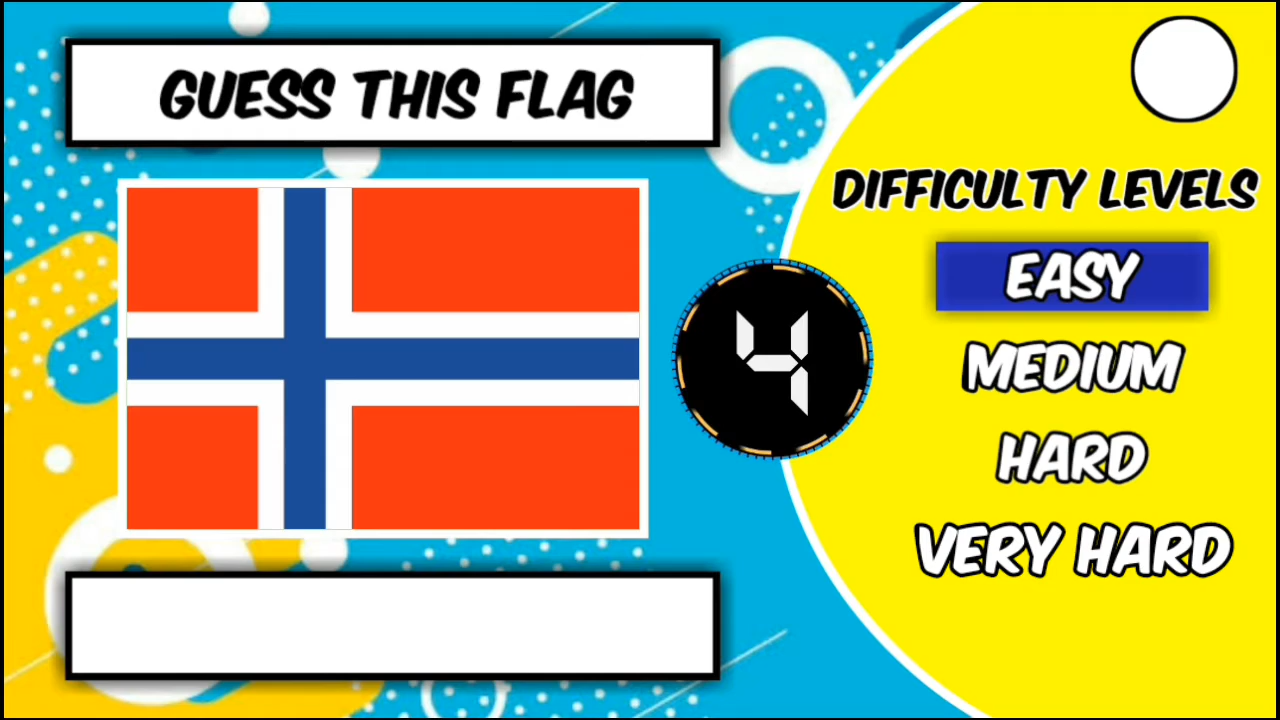 GUESS THIS FLAG
DIFFICULTY LEVELS
EASY
4
MEDIUM
HARD
VERY HARD